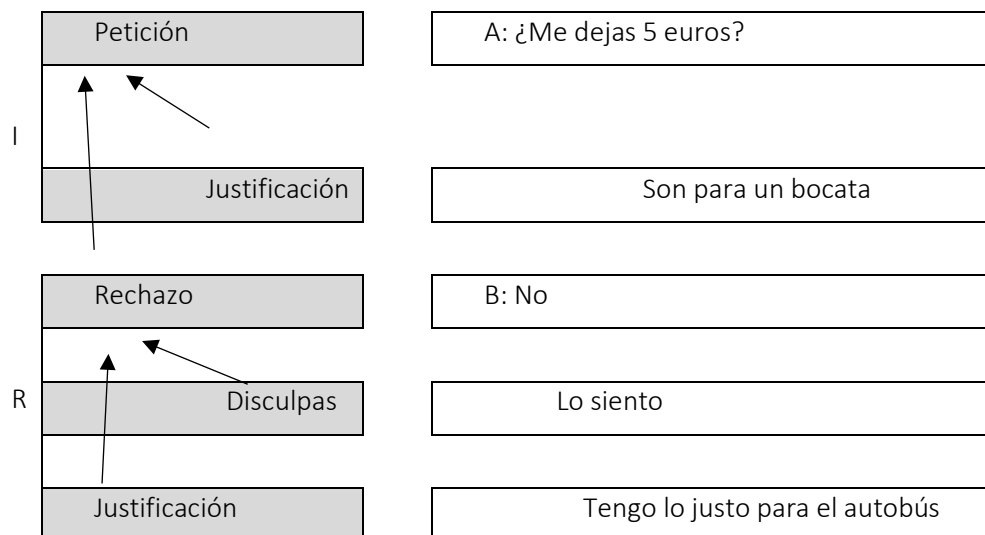 Petición
A: ¿Me dejas 5 euros?
I
Justificación
Son para un bocata
Rechazo
B: No
R
Disculpas
Lo siento
Justificación
Tengo lo justo para el autobús